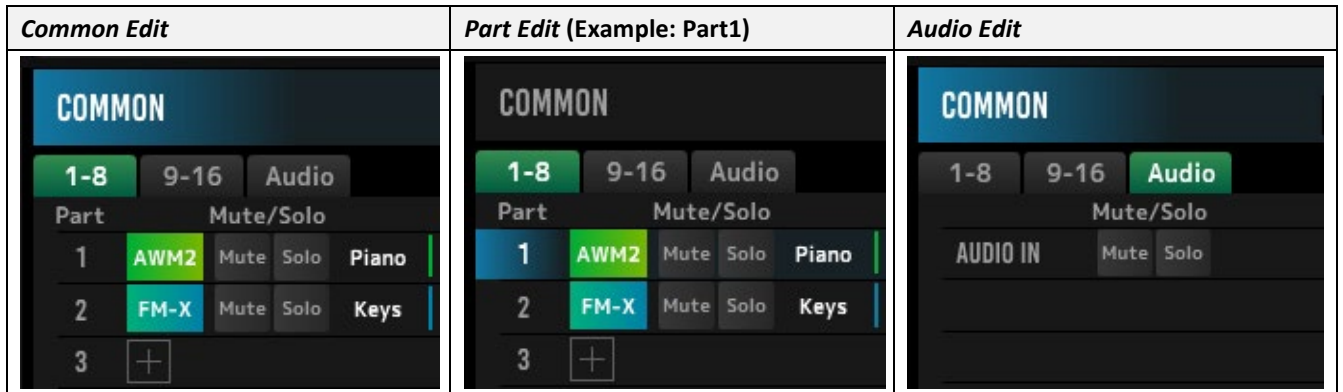 Common Edit
COMMON
1-8 9-16 Audio
Part Mute/Solo
1 AWM2 Mute Solo Piano
2 FM-X Mute Solo Keys
3 +
Part Edit (Example: Part1)
COMMON
1-8 9-16 Audio
Part Mute/Solo
1 AWM2 Mute Solo Piano
2 FM-X Mute Solo Keys
3 +
Audio Edit
COMMON
1-8 9-16 Audio
Mute/Solo
AUDIO IN Mute Solo